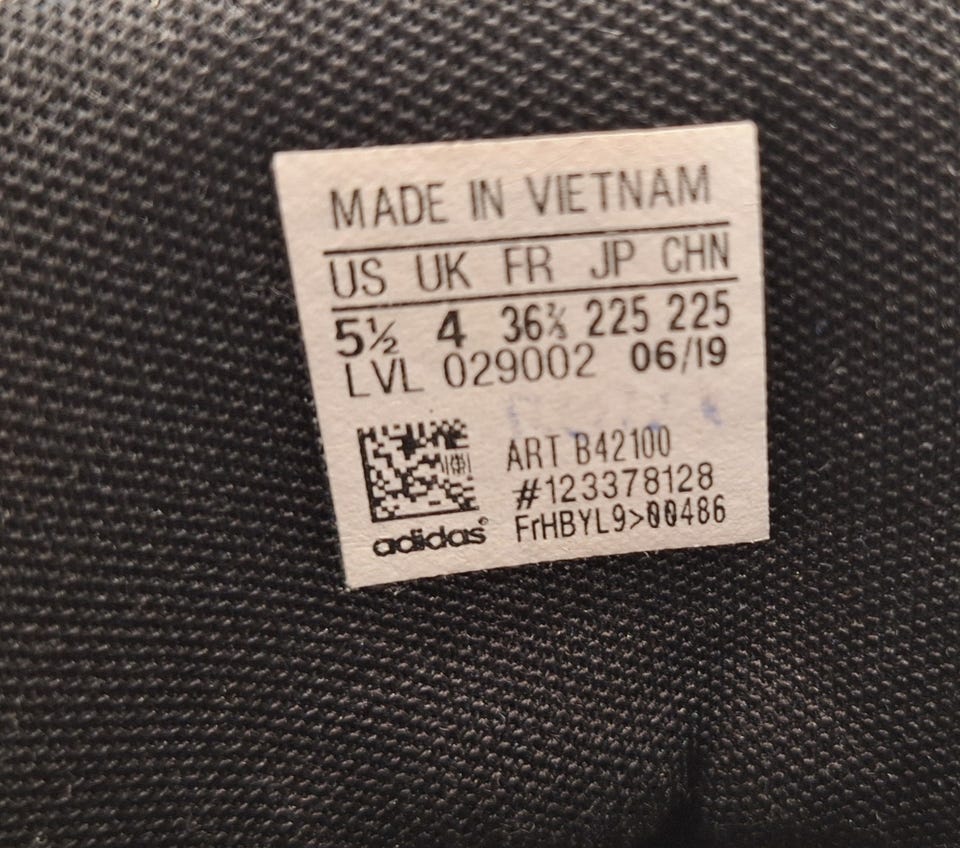 MADE IN VIETNAM
US UK FR JP CHN
5½ 4 36⅔ 225 225
LVL 029002 06/19
ART B42100
#123378128
FrHBYL9>00486
adidas®